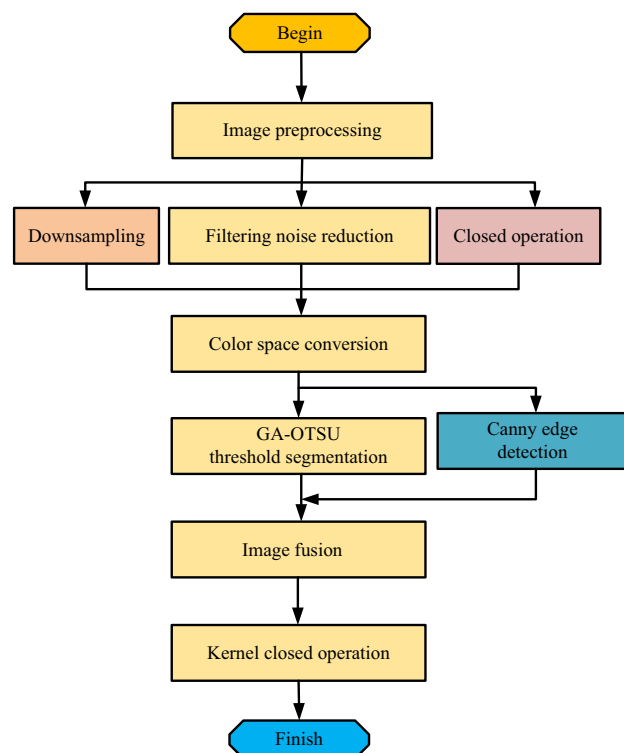 Begin
Image preprocessing
Downsampling
Filtering noise reduction
Closed operation
Color space conversion
GA-OTSU
threshold segmentation
Canny edge
detection
Image fusion
Kernel closed operation
Finish